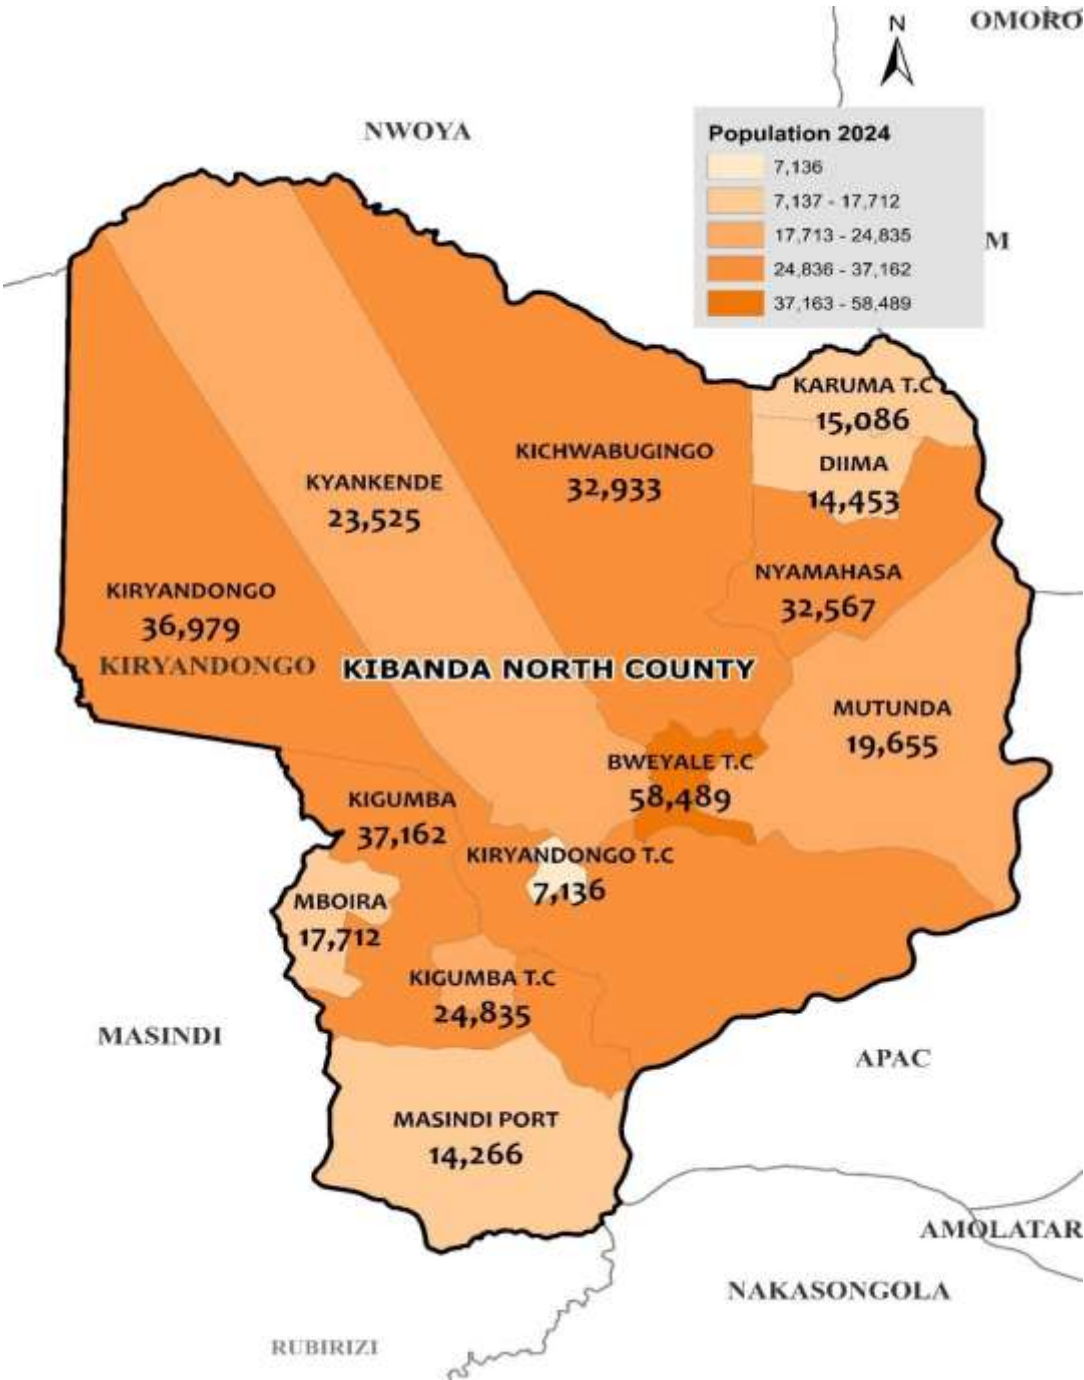 OMORO
N
NWOYA
Population 2024
7,136
7,137 - 17,712
17,713 - 24,835
24,836 - 37,162
37,163 - 58,489
M
KARUMA T.C
15,086
DIIMA
14,453
KICHWABUGINGO
32,933
KYANKENDE
23,525
NYAMAHASA
32,567
KIRYANDONGO
36,979
KIRYANDONGO
KIBANDA NORTH COUNTY
MUTUNDA
19,655
BWEYALE T.C
58,489
KIGUMBA
37,162
KIRYANDONGO T.C
7,136
MBOIRA
17,712
KIGUMBA T.C
24,835
MASINDI
APAC
MASINDI PORT
14,266
AMOLATAR
NAKASONGOLA
RUBIRIZI